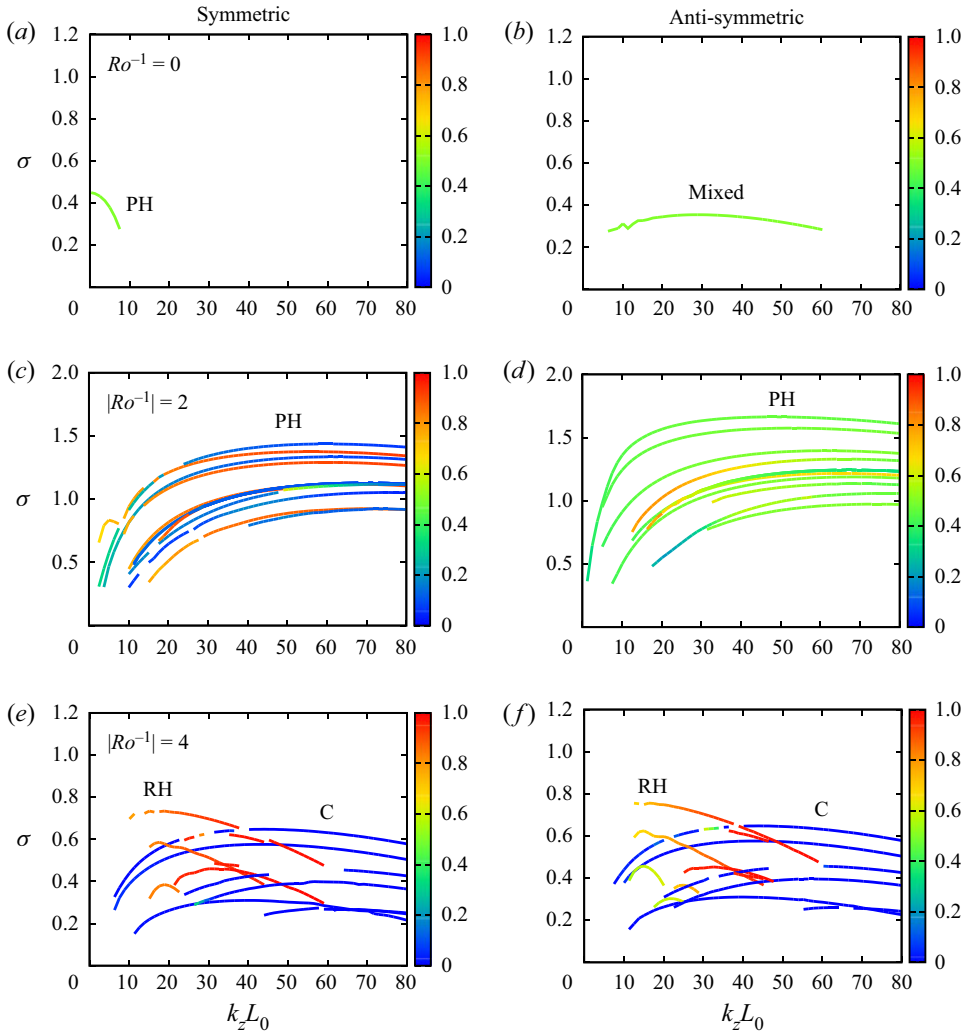 Symmetric
Anti-symmetric
(a)
1.2
1.0
0.8
0.6
0.4
0.2
σ
Ro⁻¹ = 0
PH
0 10 20 30 40 50 60 70 80
1.0
0.8
0.6
0.4
0.2
0
(b)
1.2
1.0
0.8
0.6
0.4
0.2
Mixed
0 10 20 30 40 50 60 70 80
1.0
0.8
0.6
0.4
0.2
0
(c)
2.0
1.5
1.0
0.5
σ
|Ro⁻¹| = 2
PH
0 10 20 30 40 50 60 70 80
1.0
0.8
0.6
0.4
0.2
0
(d)
2.0
1.5
1.0
0.5
PH
0 10 20 30 40 50 60 70 80
1.0
0.8
0.6
0.4
0.2
0
(e)
1.2
1.0
0.8
0.6
0.4
0.2
σ
|Ro⁻¹| = 4
RH
C
0 10 20 30 40 50 60 70 80
k_zL₀
1.0
0.8
0.6
0.4
0.2
0
(f)
1.2
1.0
0.8
0.6
0.4
0.2
RH
C
0 10 20 30 40 50 60 70 80
k_zL₀
1.0
0.8
0.6
0.4
0.2
0